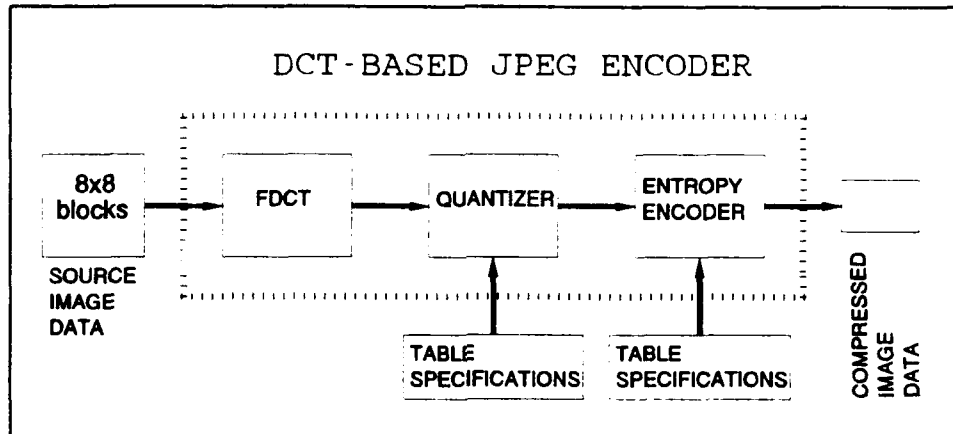 DCT-BASED JPEG ENCODER
8x8
blocks
FDCT
QUANTIZER
ENTROPY
ENCODER
SOURCE
IMAGE
DATA
TABLE
SPECIFICATIONS
TABLE
SPECIFICATIONS
COMPRESSED
IMAGE
DATA